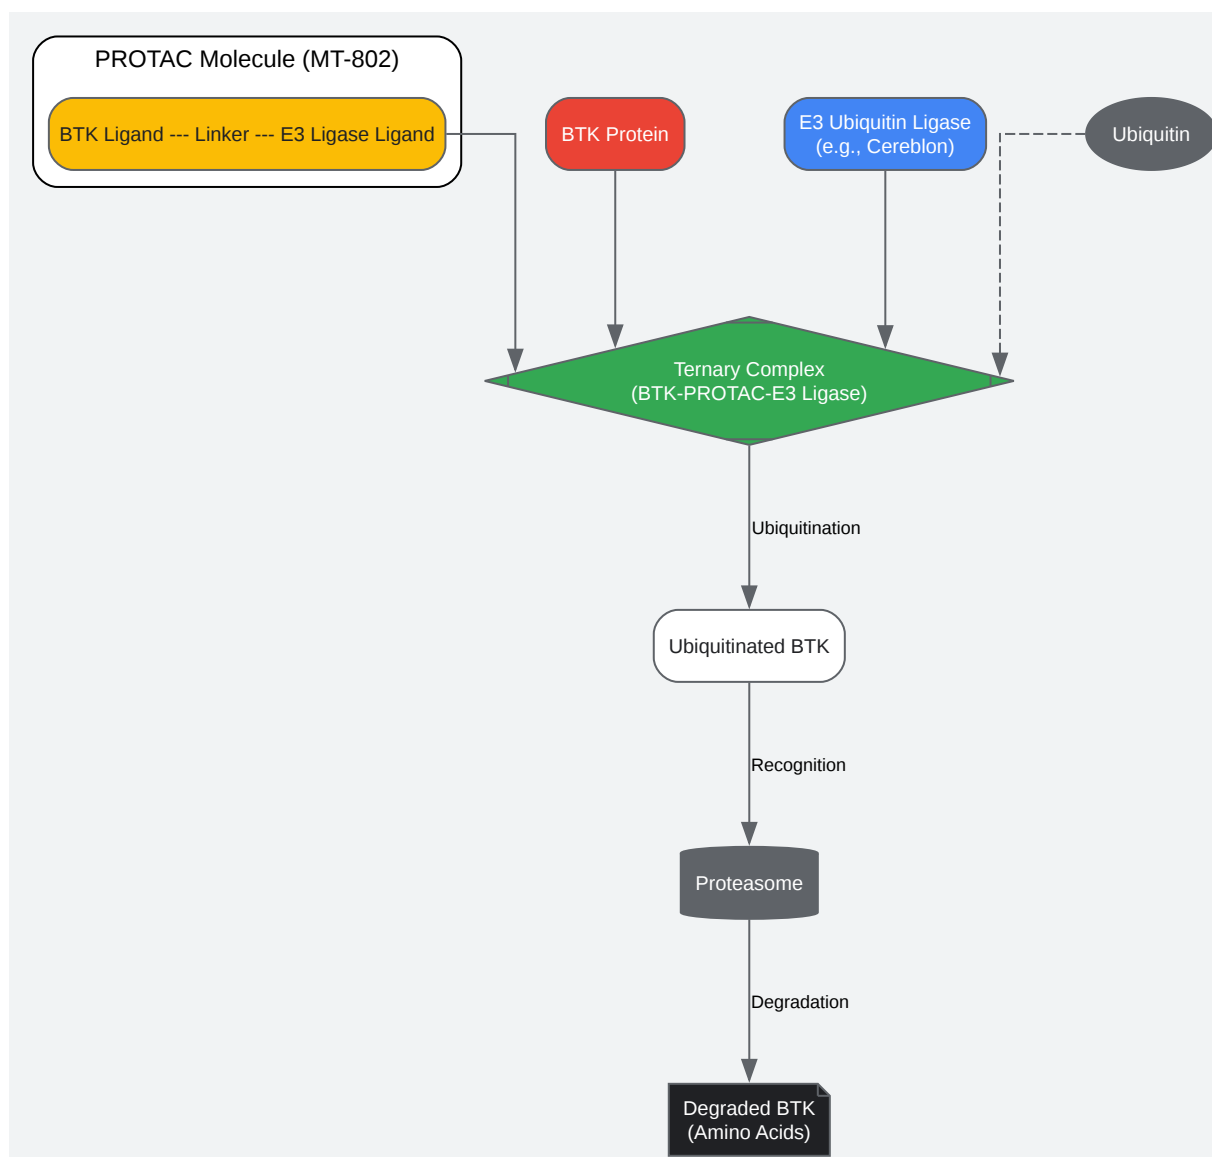 PROTAC Molecule (MT-802)
BTK Ligand --- Linker --- E3 Ligase Ligand
BTK Protein
E3 Ubiquitin Ligase
(e.g., Cereblon)
Ubiquitin
Ternary Complex
(BTK-PROTAC-E3 Ligase)
Ubiquitination
Ubiquitinated BTK
Recognition
Proteasome
Degradation
Degraded BTK
(Amino Acids)